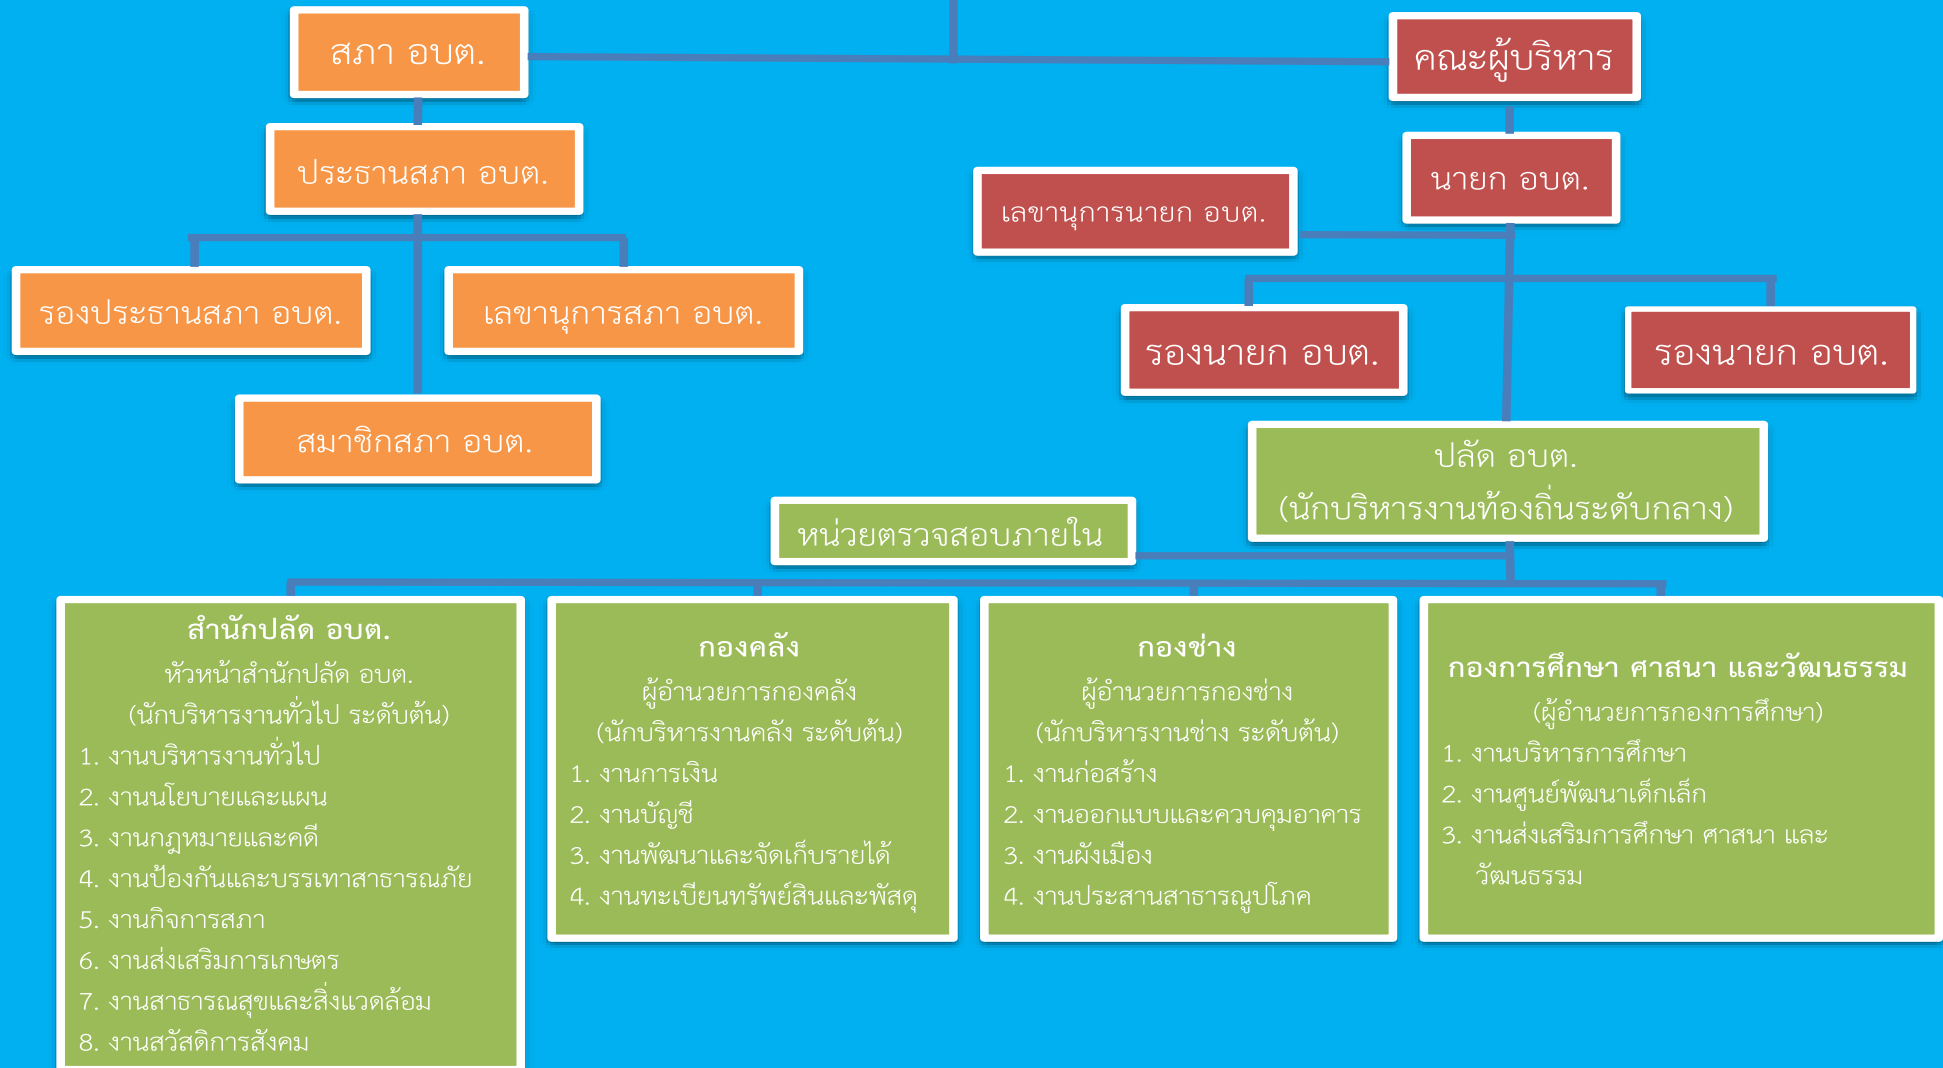 สภา อบต.
คณะผู้บริหาร
ประธานสภา อบต.
นายก อบต.
เลขานุการนายก อบต.
รองประธานสภา อบต.
เลขานุการสภา อบต.
รองนายก อบต.
รองนายก อบต.
สมาชิกสภา อบต.
ปลัด อบต.
(นักบริหารงานท้องถิ่นระดับกลาง)
หน่วยตรวจสอบภายใน
สำนักปลัด อบต.
หัวหน้าสำนักปลัด อบต.
(นักบริหารงานทั่วไป ระดับต้น)
1. งานบริหารงานทั่วไป
2. งานนโยบายและแผน
3. งานกฎหมายและคดี
4. งานป้องกันและบรรเทาสาธารณภัย
5. งานกิจการสภา
6. งานส่งเสริมการเกษตร
7. งานสาธารณสุขและสิ่งแวดล้อม
8. งานสวัสดิการสังคม
กองคลัง
ผู้อำนวยการกองคลัง
(นักบริหารงานคลัง ระดับต้น)
1. งานการเงิน
2. งานบัญชี
3. งานพัฒนาและจัดเก็บรายได้
4. งานทะเบียนทรัพย์สินและพัสดุ
กองช่าง
ผู้อำนวยการกองช่าง
(นักบริหารงานช่าง ระดับต้น)
1. งานก่อสร้าง
2. งานออกแบบและควบคุมอาคาร
3. งานผังเมือง
4. งานประสานสาธารณูปโภค
กองการศึกษา ศาสนา และวัฒนธรรม
(ผู้อำนวยการกองการศึกษา)
1. งานบริหารการศึกษา
2. งานศูนย์พัฒนาเด็กเล็ก
3. งานส่งเสริมการศึกษา ศาสนา และ
วัฒนธรรม